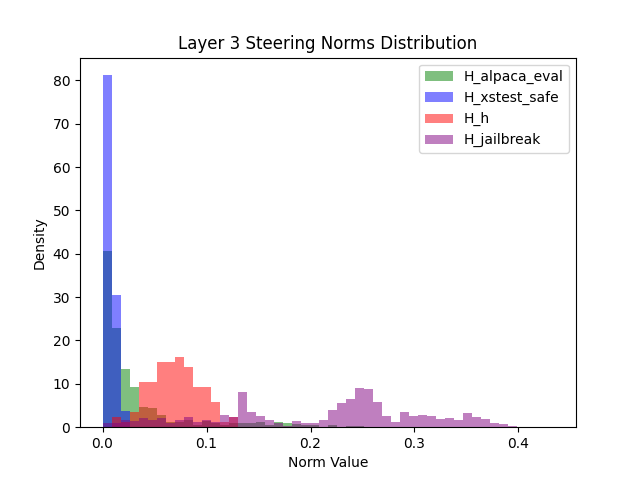 Layer 3 Steering Norms Distribution
H_alpaca_eval
H_xstest_safe
H_h
H_jailbreak
Density
80
70
60
50
40
30
20
10
0
0.0 0.1 0.2 0.3 0.4
Norm Value